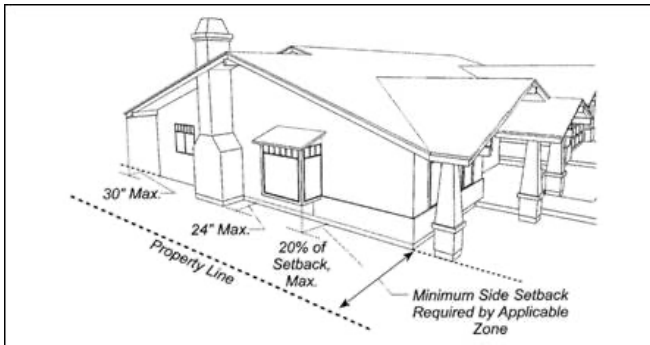 30" Max.
24" Max.
Property Line
20% of
Setback,
Max.
Minimum Side Setback
Required by Applicable
Zone